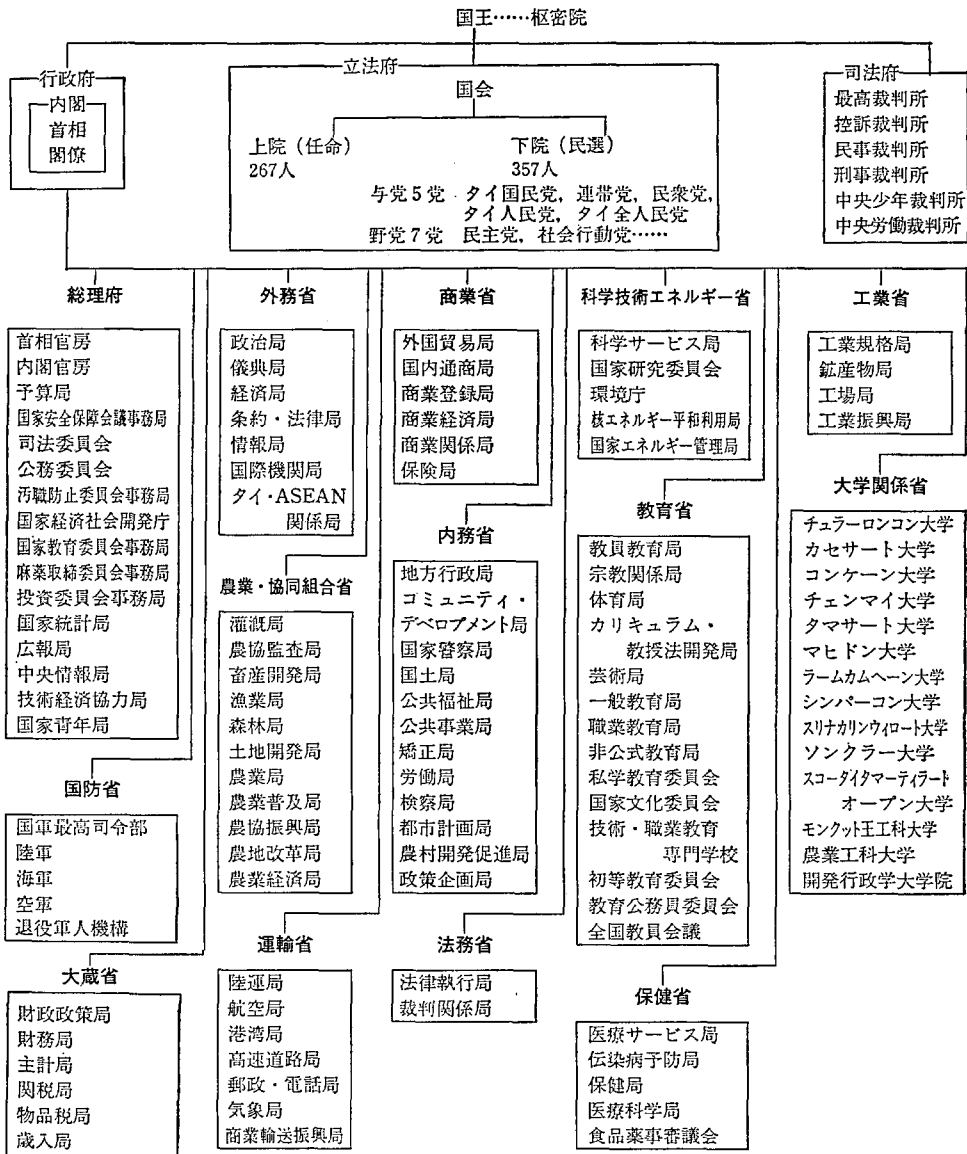 国王……枢密院
行政府
内閣
首相
閣僚
立法府
国会
上院（任命）
267人
下院（民選）
357人
与党5党　タイ国民党，連帯党，民衆党，
タイ人民党，タイ全人民党
野党7党　民主党，社会行動党……
司法府
最高裁判所
控訴裁判所
民事裁判所
刑事裁判所
中央少年裁判所
中央労働裁判所
総理府
首相官房
内閣官房
予算局
国家安全保障会議事務局
司法委員会
公務委員会
汚職防止委員会事務局
国家経済社会開発庁
国家教育委員会事務局
麻薬取締委員会事務局
投資委員会事務局
国家統計局
広報局
中央情報局
技術経済協力局
国家青年局
国防省
国軍最高司令部
陸軍
海軍
空軍
退役軍人機構
大蔵省
財政政策局
財務局
主計局
関税局
物品税局
歳入局
外務省
政治局
儀典局
経済局
条約・法律局
情報局
国際機関局
タイ・ASEAN
関係局
農業・協同組合省
灌漑局
農協監査局
畜産開発局
漁業局
森林局
土地開発局
農業局
農業普及局
農協振興局
農地改革局
農業経済局
運輸省
陸運局
航空局
港湾局
高速道路局
郵政・電話局
気象局
商業輸送振興局
商業省
外国貿易局
国内通商局
商業登録局
商業経済局
商業関係局
保険局
内務省
地方行政局
コミュニティ・
デベロプメント局
国家警察局
国土局
公共福祉局
公共事業局
矯正局
労働局
検察局
都市計画局
農村開発促進局
政策企画局
法務省
法律執行局
裁判関係局
科学技術エネルギー省
科学サービス局
国家研究委員会
環境庁
核エネルギー平和利用局
国家エネルギー管理局
教育省
教員教育局
宗教関係局
体育局
カリキュラム・
教授法開発局
芸術局
一般教育局
職業教育局
非公式教育局
私学教育委員会
国家文化委員会
技術・職業教育
専門学校
初等教育委員会
教育公務員委員会
全国教員会議
保健省
医療サービス局
伝染病予防局
保健局
医療科学局
食品薬事審議会
工業省
工業規格局
鉱産物局
工場局
工業振興局
大学関係省
チュラーロンコン大学
カセサート大学
コンケーン大学
チェンマイ大学
タマサート大学
マヒドン大学
ラームカムヘーン大学
シンパーコン大学
スリナカリンウィロート大学
ソンクラー大学
スコーダイタマーティラート
オープン大学
モンクット王工科大学
農業工科大学
開発行政学大学院